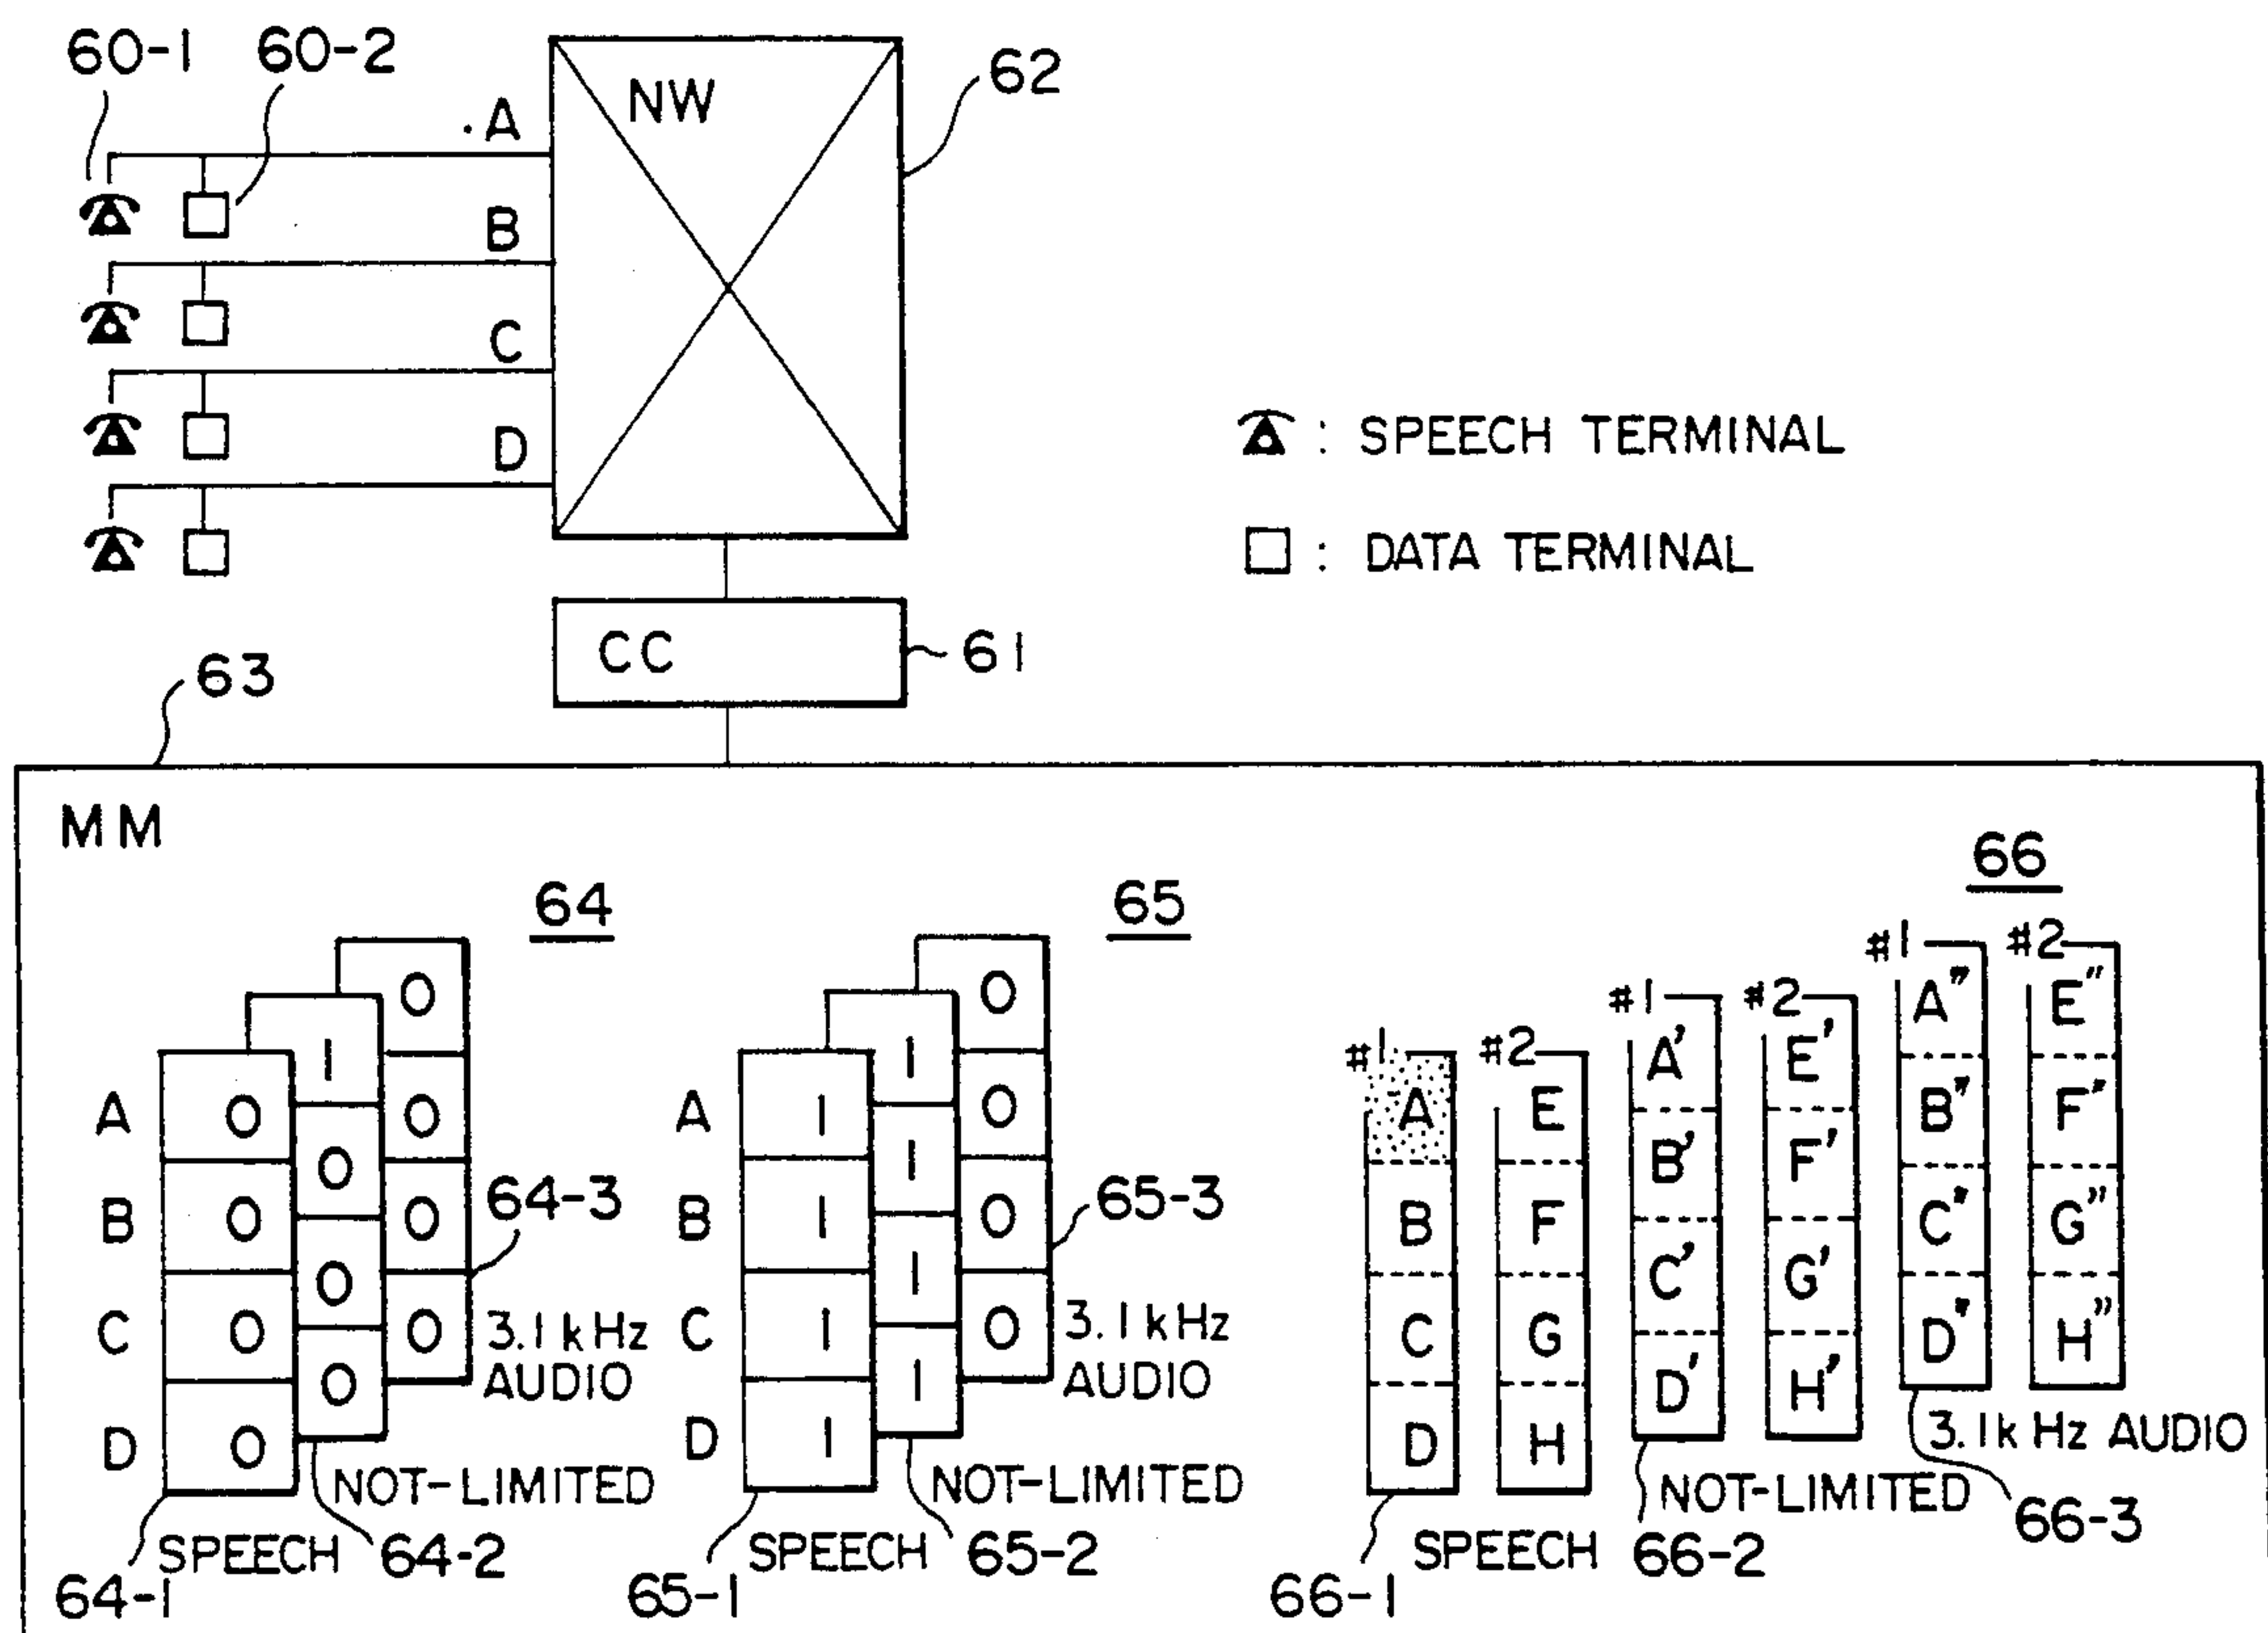 60-1 60-2
62
NW
A
B
C
D
: SPEECH TERMINAL
: DATA TERMINAL
CC
61
63
MM
64
65
66
0
1
0
0
0
0
0
0
A
B
C
D
0
0
0
0
64-3
3.1 kHz
AUDIO
NOT-LIMITED
SPEECH
64-2
64-1
0
0
0
0
1
1
1
1
A
B
C
D
1
1
1
1
65-3
3.1 kHz
AUDIO
NOT-LIMITED
SPEECH
65-2
65-1
#1 #2
A E
B F
C G
D H
#1 #2
A' E'
B' F'
C' G'
D' H'
#1 #2
A" E"
B" F"
C" G"
D" H"
3.1k Hz AUDIO
NOT-LIMITED
66-3
SPEECH
66-2
66-1